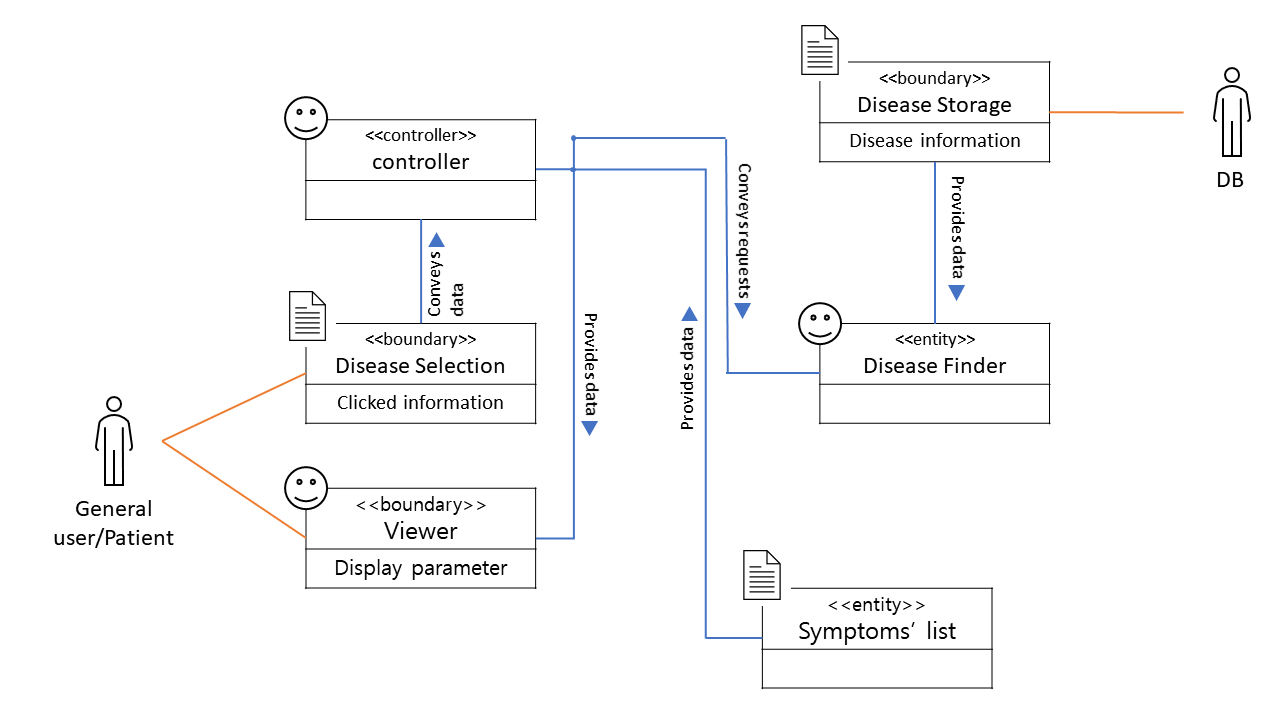 <<boundary>>
Disease Storage
Disease information
DB
<<controller>>
controller
Conveys requests
Provides data
Conveys
data
<<boundary>>
Disease Selection
Clicked information
Provides data
Provides data
<<entity>>
Disease Finder
General
user/Patient
<<boundary>>
Viewer
Display parameter
<<entity>>
Symptoms’ list